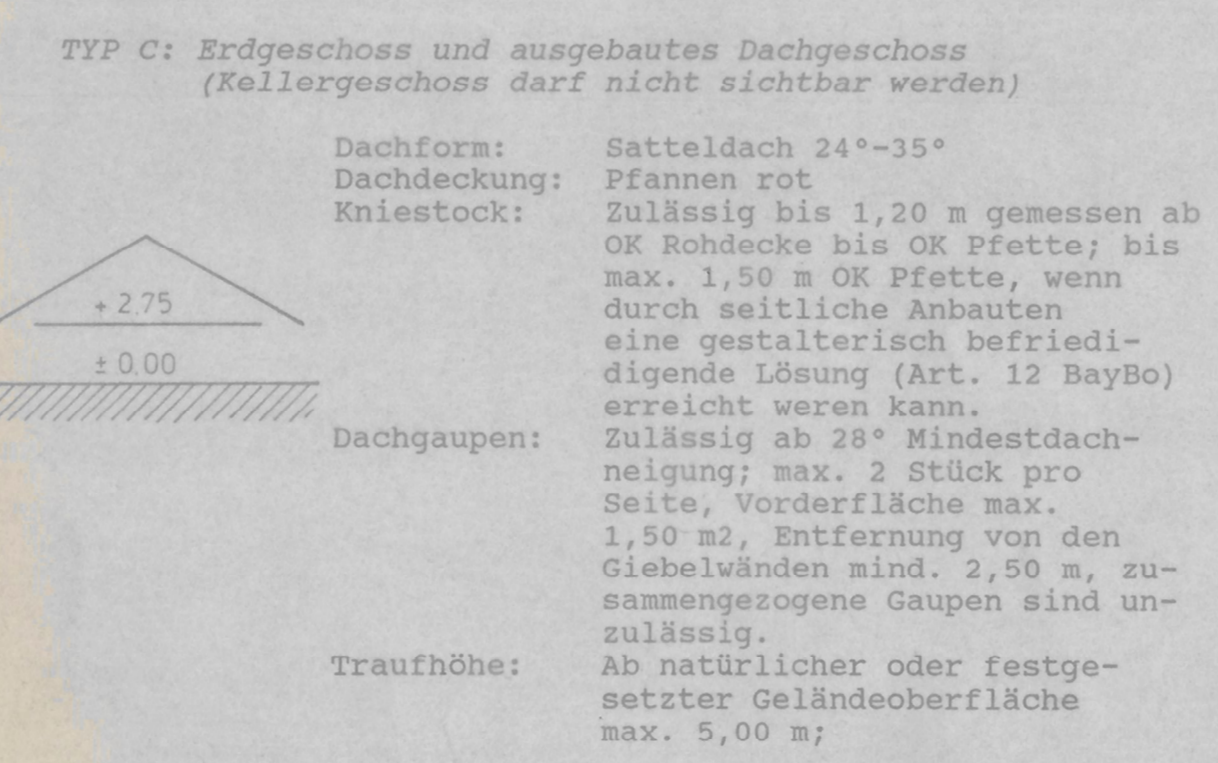 TYP C: Erdgeschoss und ausgebautes Dachgeschoss
(Kellergeschoss darf nicht sichtbar werden)
Dachform: Satteldach 24°-35°
Dachdeckung: Pfannen rot
Kniestock: Zulässig bis 1,20 m gemessen ab
OK Rohdecke bis OK Pfette; bis
max. 1,50 m OK Pfette, wenn
durch seitliche Anbauten
eine gestalterisch befriedi-
digende Lösung (Art. 12 BayBo)
erreicht weren kann.
+ 2.75
± 0.00
Dachgaupen: Zulässig ab 28° Mindestdach-
neigung; max. 2 Stück pro
Seite, Vorderfläche max.
1,50 m2, Entfernung von den
Giebelwänden mind. 2,50 m, zu-
sammengezogene Gaupen sind un-
zulässig.
Traufhöhe: Ab natürlicher oder festge-
setzter Geländeoberfläche
max. 5,00 m;